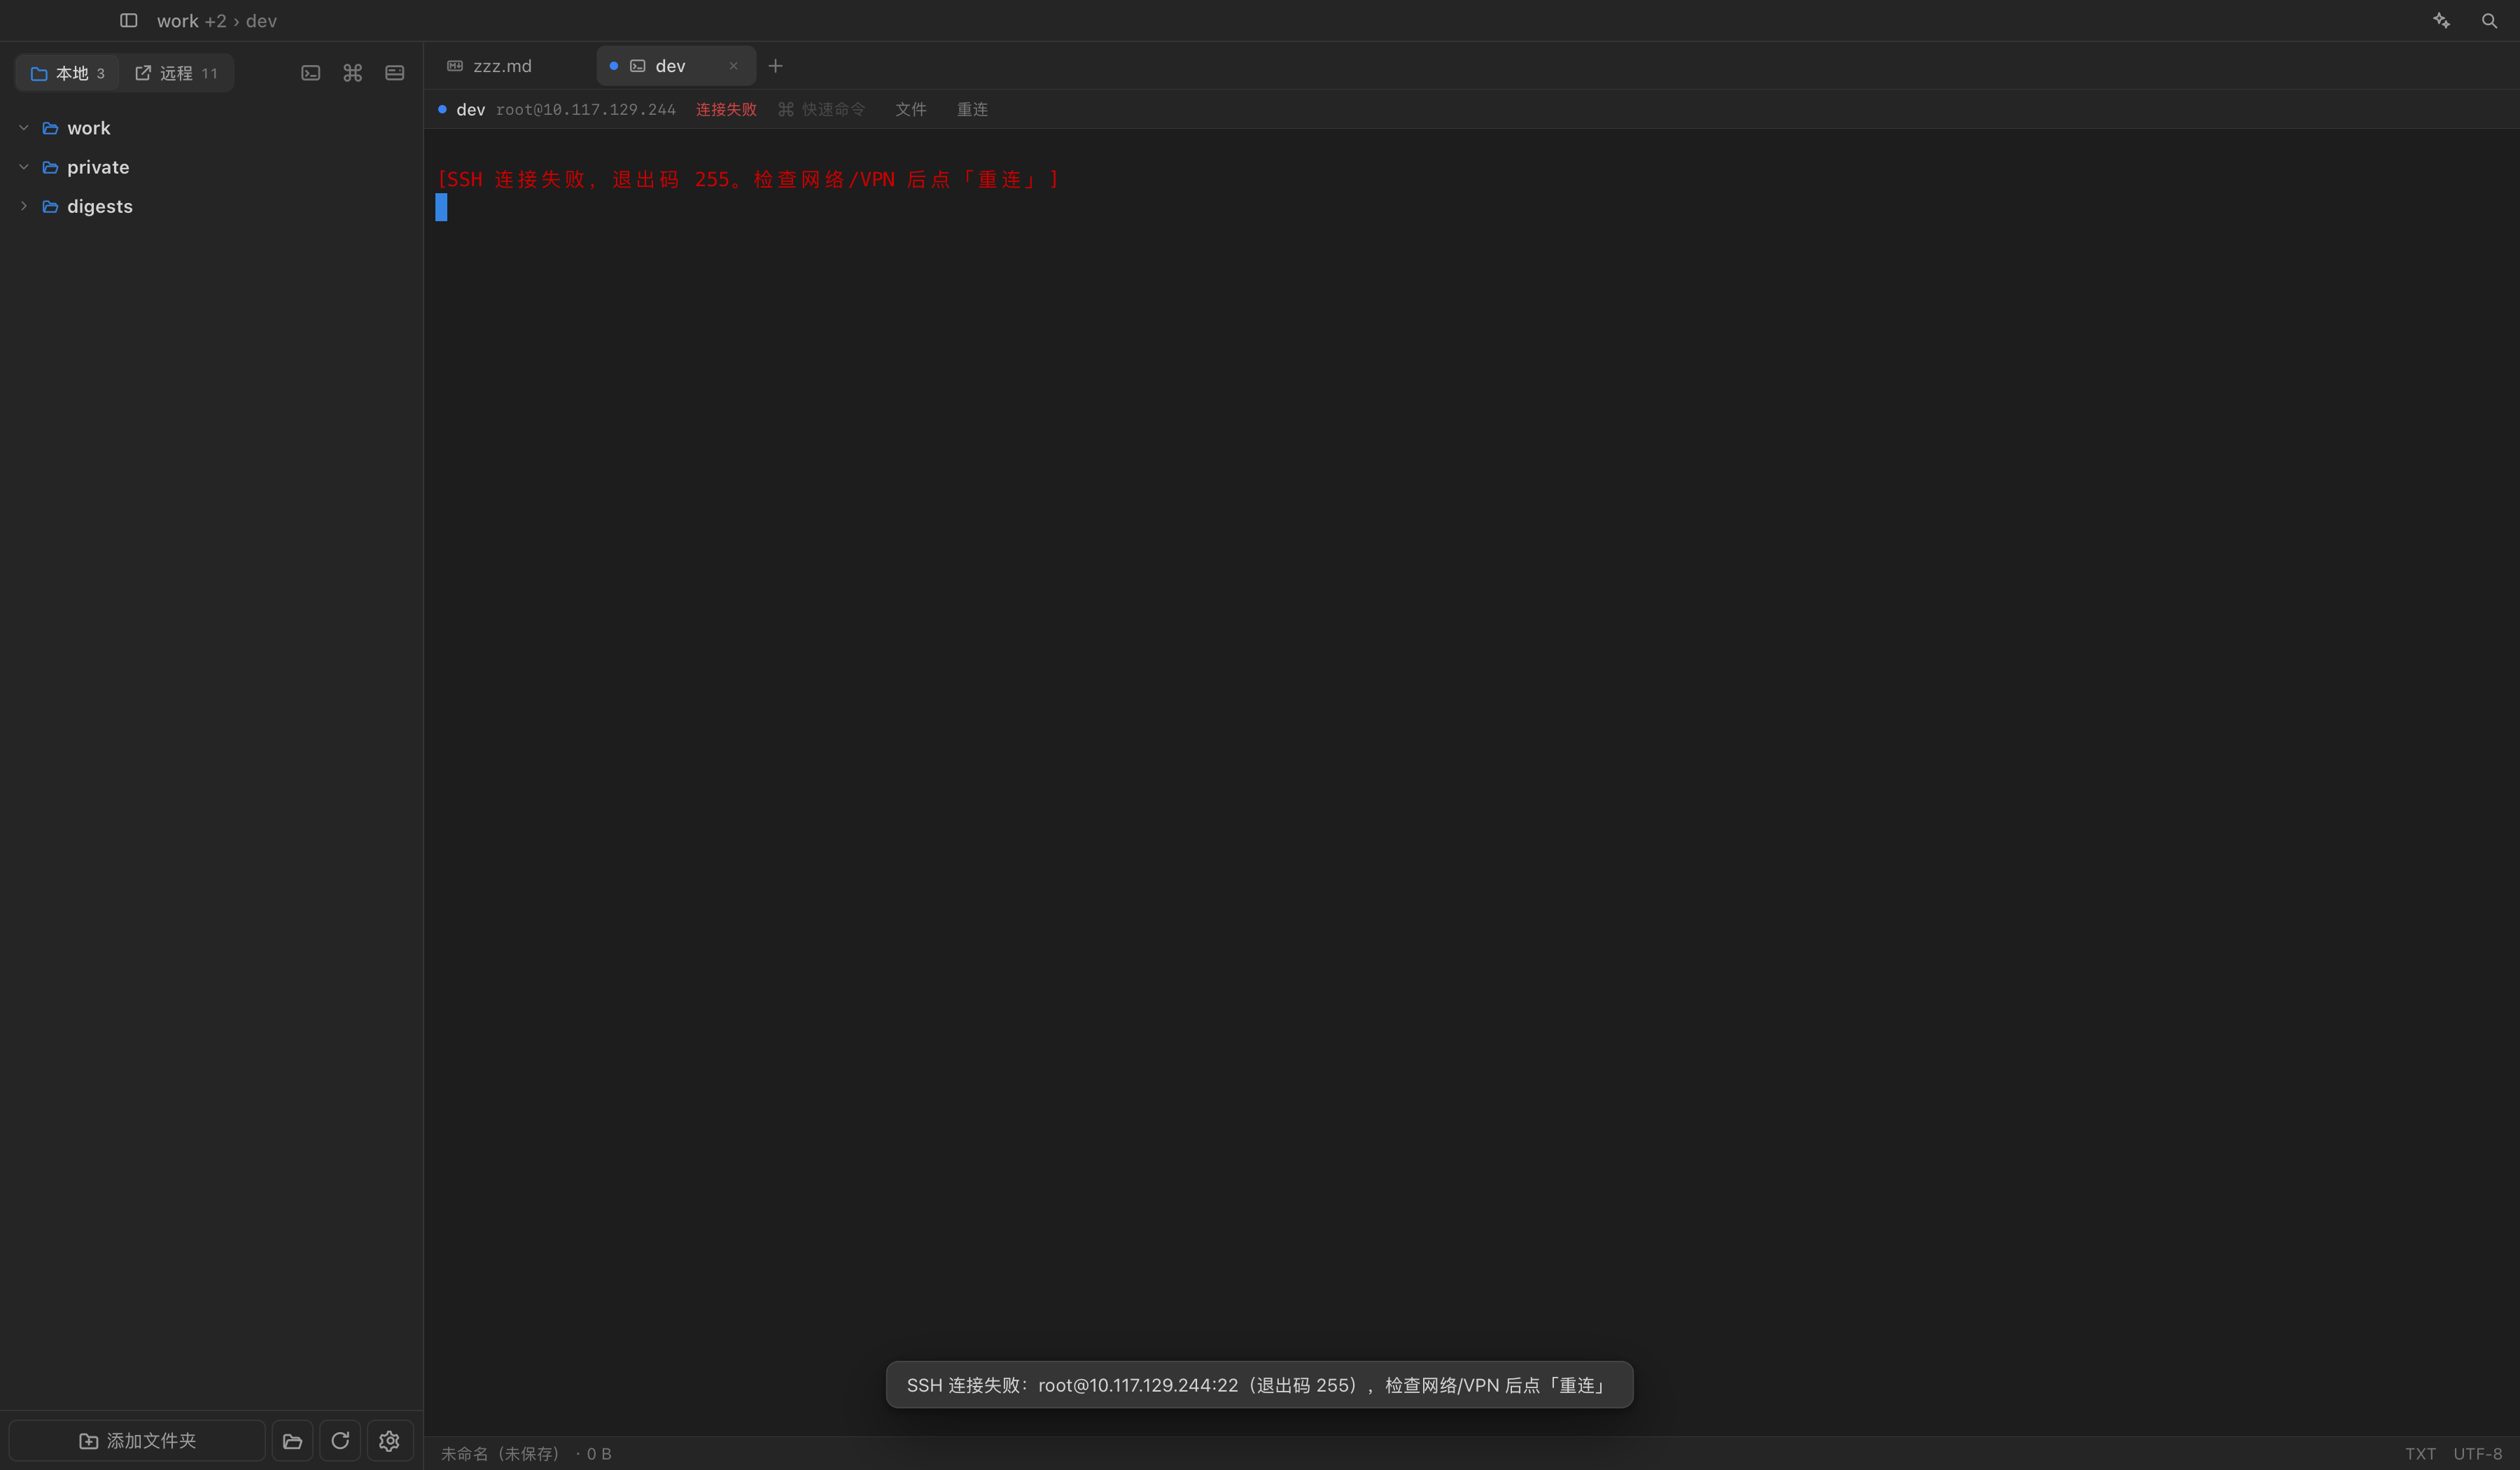 work +2 › dev
本地 3 远程 11
work
private
digests
zzz.md
dev
dev root@10.117.129.244 连接失败 快速命令 文件 重连
[SSH 连接失败, 退出码 255。检查网络/VPN 后点「重连」]
SSH 连接失败：root@10.117.129.244:22（退出码 255），检查网络/VPN 后点「重连」
添加文件夹
未命名（未保存） · 0 B
TXT UTF-8